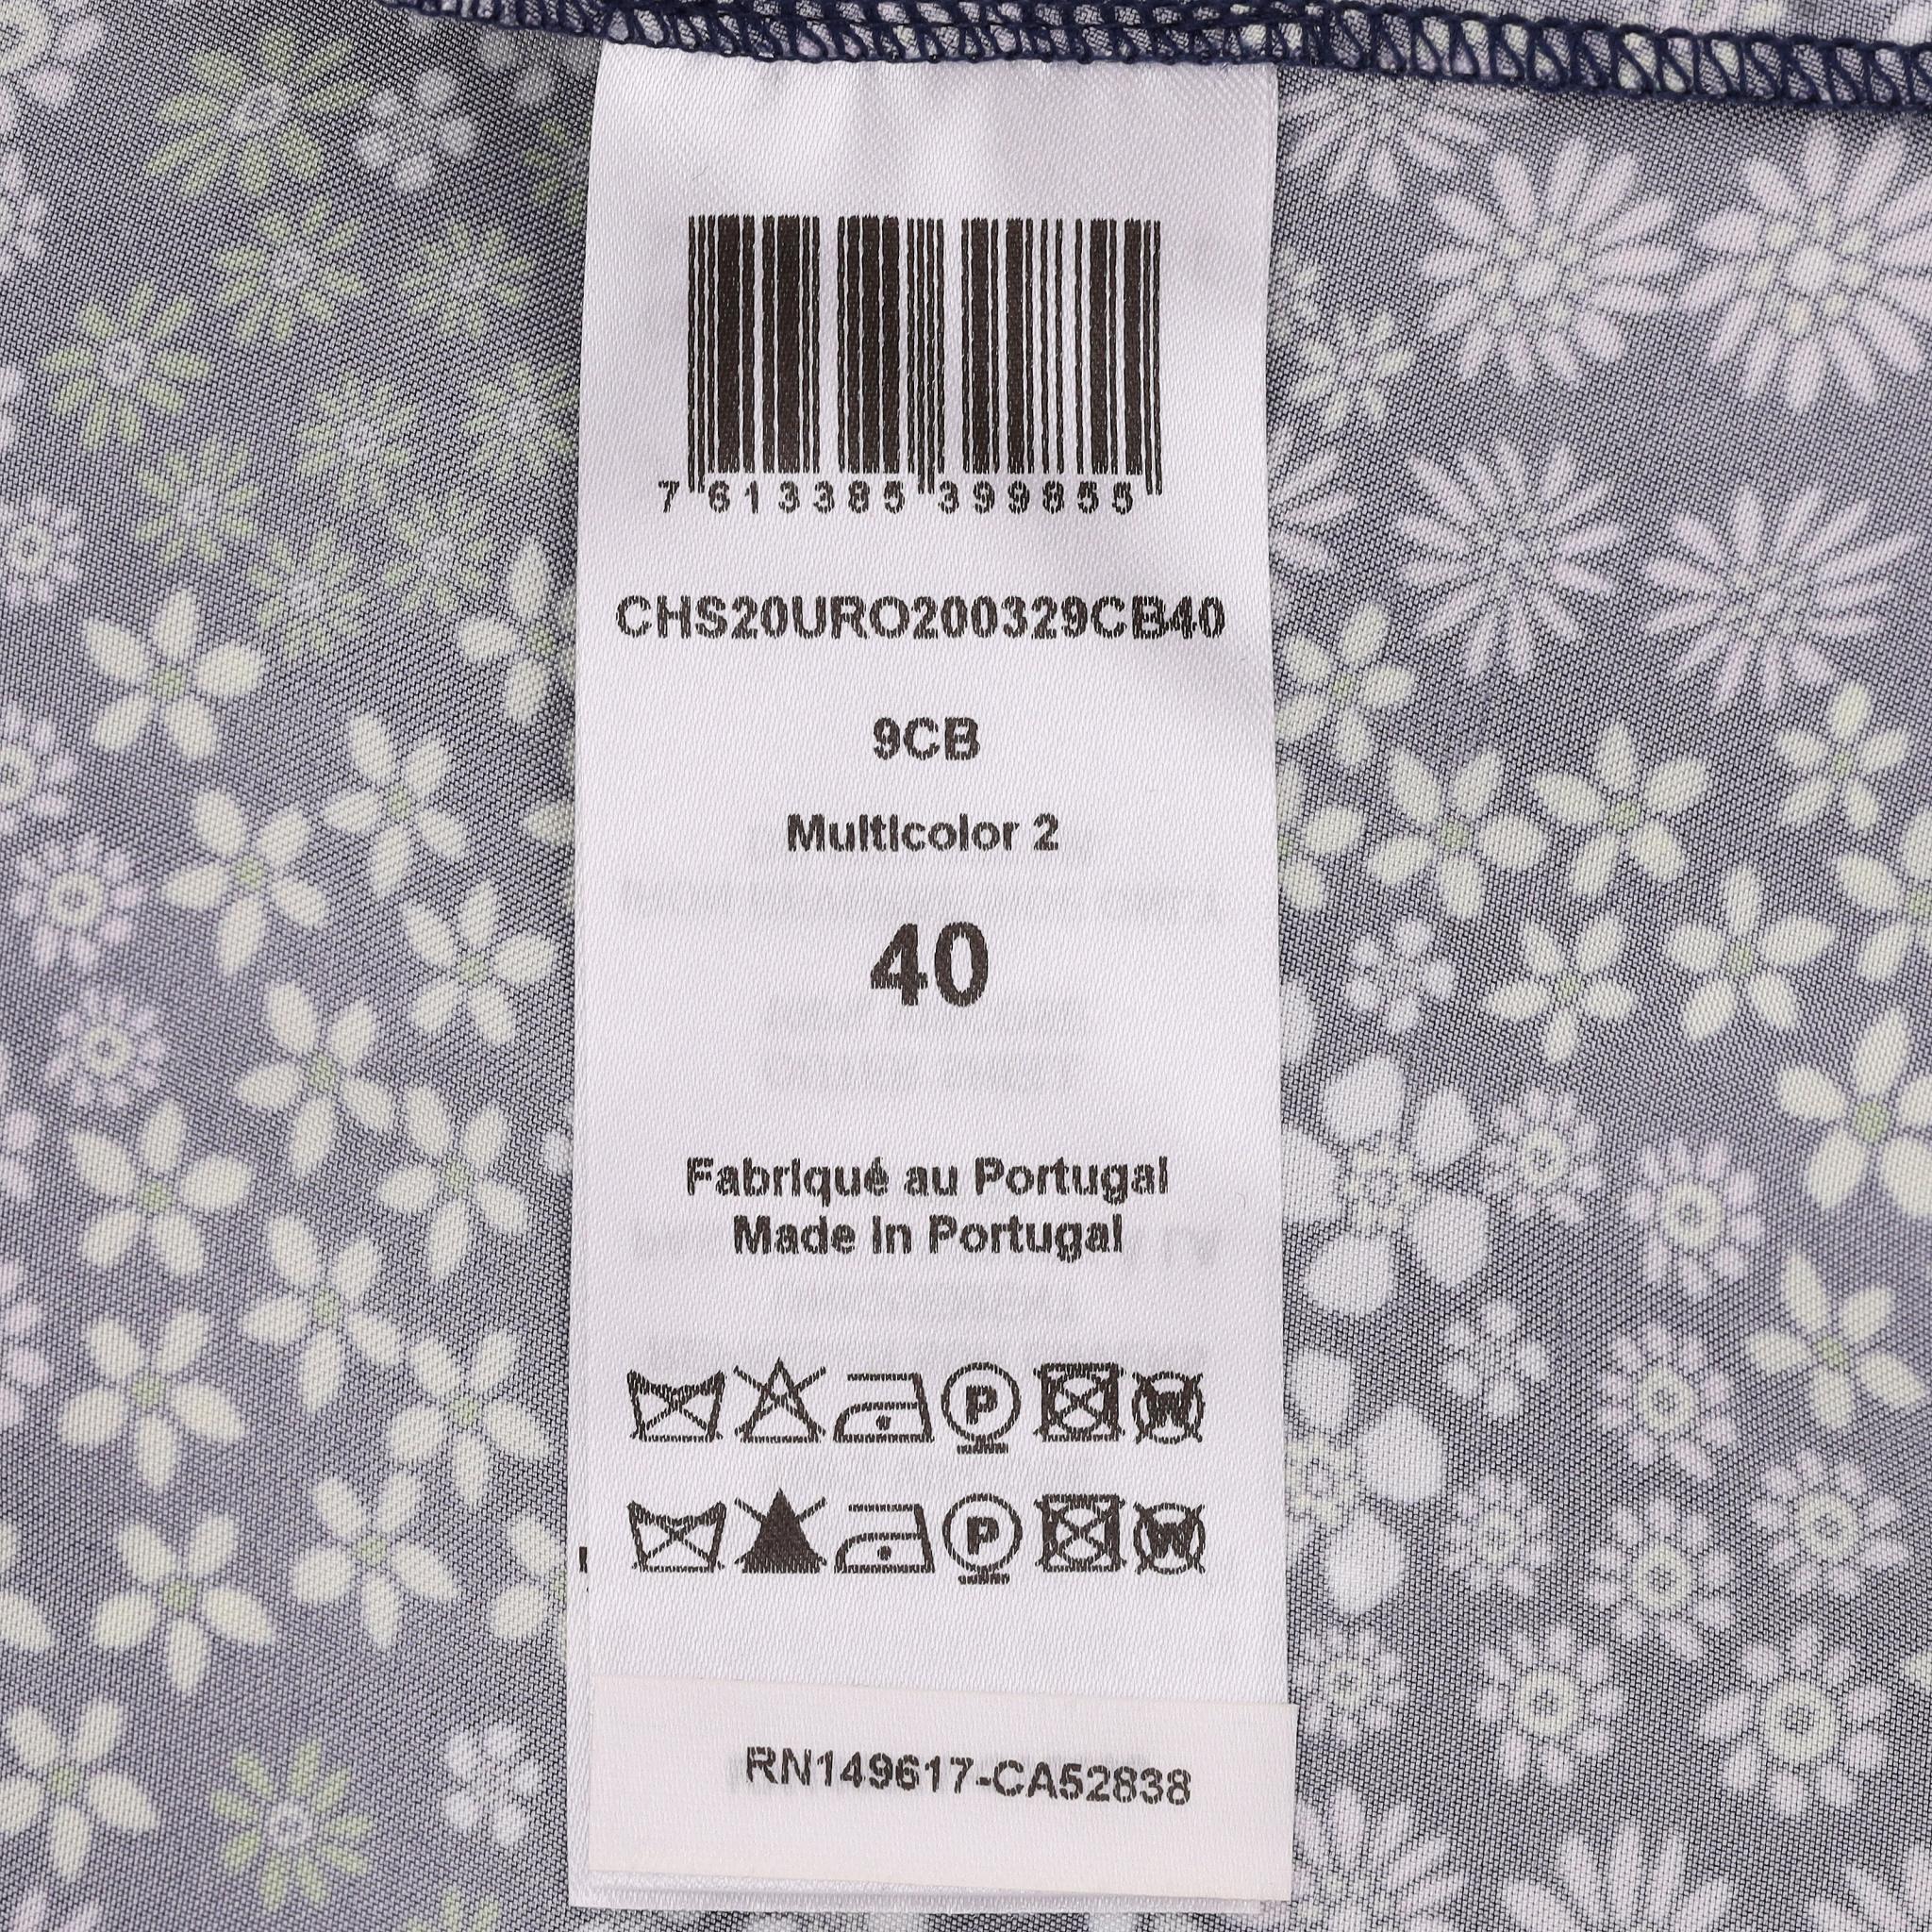 7 613385 399855
CHS20URO200329CB40
9CB
Multicolor 2
40
Fabriqué au Portugal
Made in Portugal
P W
P W
RN149617-CA52838